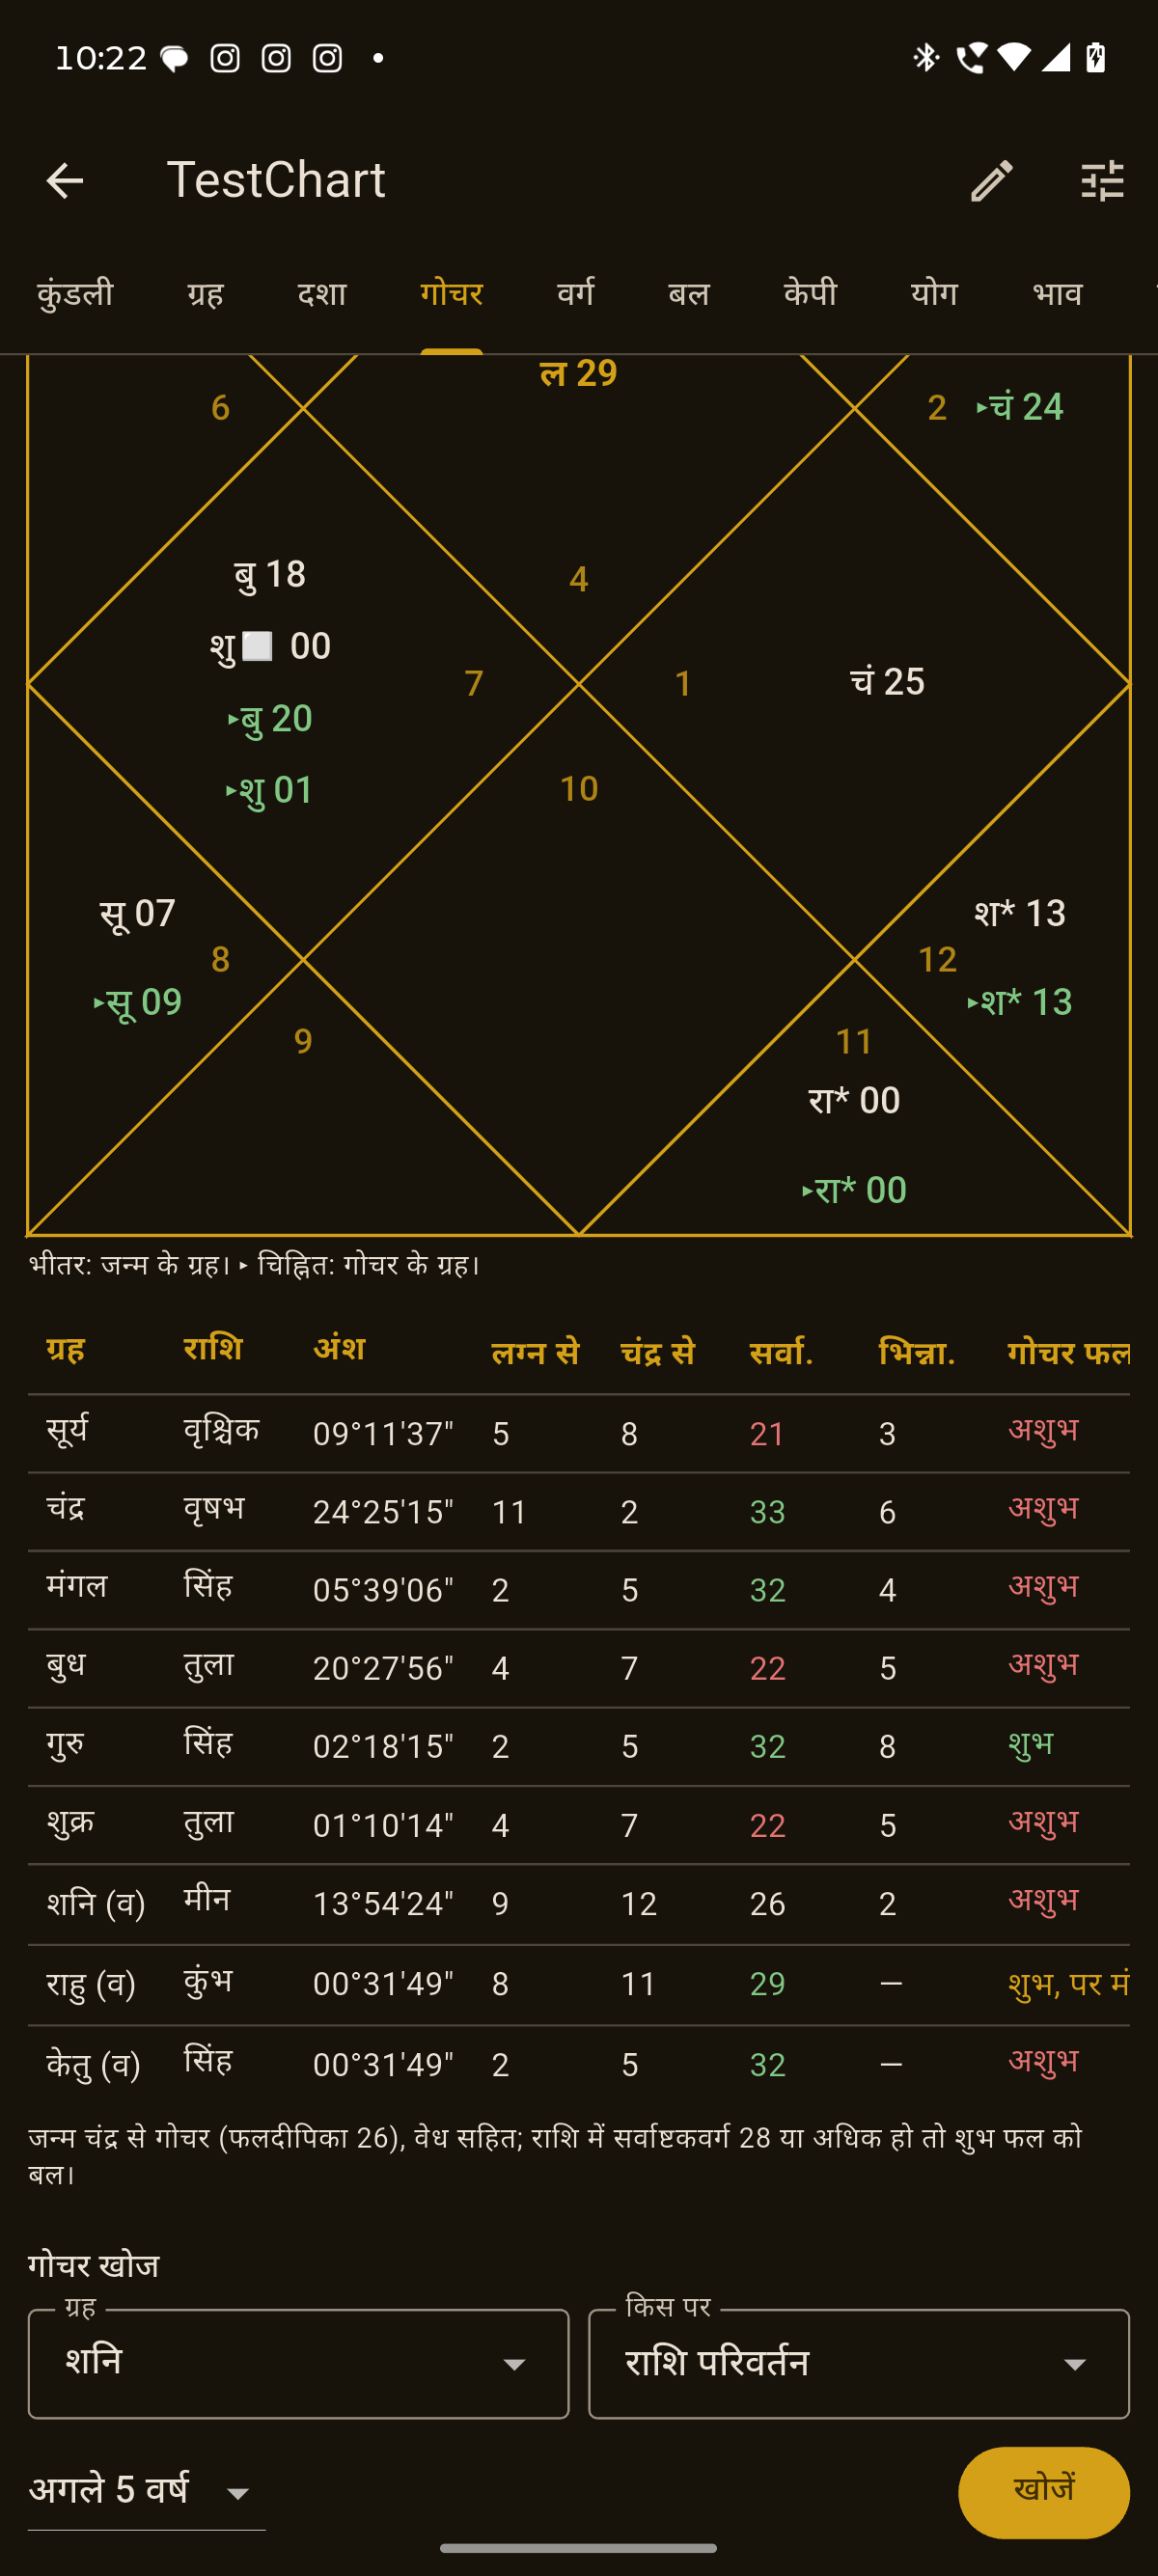 10:22
TestChart
कुंडली ग्रह दशा गोचर वर्ग बल केपी योग भाव
ल 29
6
2 ▸चं 24
बु 18
4
शु 00
7
1
चं 25
▸बु 20
▸शु 01
10
सू 07
श* 13
8
12
▸सू 09
▸श* 13
9
11
रा* 00
▸रा* 00
भीतर: जन्म के ग्रह। ▸ चिह्नित: गोचर के ग्रह।
ग्रह राशि अंश लग्न से चंद्र से सर्वा. भिन्ना. गोचर फल
सूर्य वृश्चिक 09°11'37" 5 8 21 3 अशुभ
चंद्र वृषभ 24°25'15" 11 2 33 6 अशुभ
मंगल सिंह 05°39'06" 2 5 32 4 अशुभ
बुध तुला 20°27'56" 4 7 22 5 अशुभ
गुरु सिंह 02°18'15" 2 5 32 8 शुभ
शुक्र तुला 01°10'14" 4 7 22 5 अशुभ
शनि (व) मीन 13°54'24" 9 12 26 2 अशुभ
राहु (व) कुंभ 00°31'49" 8 11 29 — शुभ, पर मं
केतु (व) सिंह 00°31'49" 2 5 32 — अशुभ
जन्म चंद्र से गोचर (फलदीपिका 26), वेध सहित; राशि में सर्वाष्टकवर्ग 28 या अधिक हो तो शुभ फल को
बल।
गोचर खोज
ग्रह किस पर
शनि राशि परिवर्तन
अगले 5 वर्ष खोजें